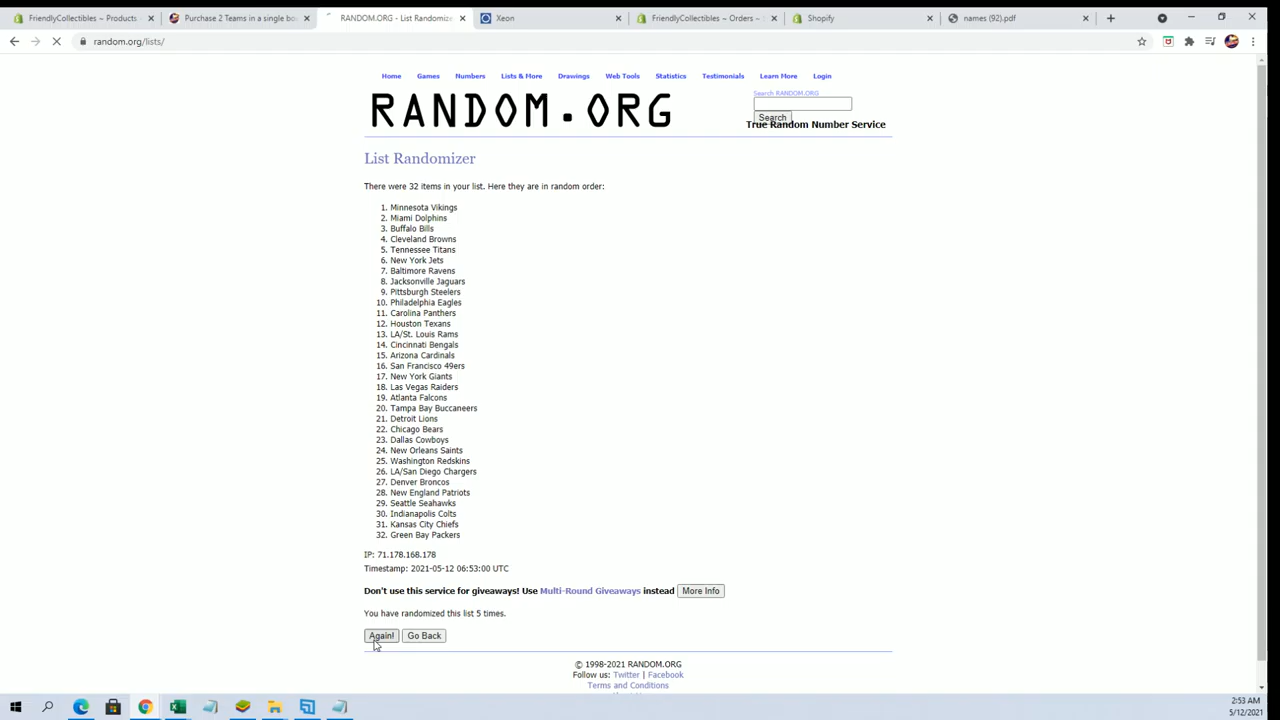 FriendlyCollectibles ~ Products
Purchase 2 Teams in a single bo
RANDOM.ORG - List Randomizer
Xeon
FriendlyCollectibles ~ Orders ~ S
Shopify
names (92).pdf
random.org/lists/
Home Games Numbers Lists & More Drawings Web Tools Statistics Testimonials Learn More Login
Search RANDOM.ORG
RANDOM.ORG
Search
True Random Number Service
List Randomizer
There were 32 items in your list. Here they are in random order:
1. Minnesota Vikings
2. Miami Dolphins
3. Buffalo Bills
4. Cleveland Browns
5. Tennessee Titans
6. New York Jets
7. Baltimore Ravens
8. Jacksonville Jaguars
9. Pittsburgh Steelers
10. Philadelphia Eagles
11. Carolina Panthers
12. Houston Texans
13. LA/St. Louis Rams
14. Cincinnati Bengals
15. Arizona Cardinals
16. San Francisco 49ers
17. New York Giants
18. Las Vegas Raiders
19. Atlanta Falcons
20. Tampa Bay Buccaneers
21. Detroit Lions
22. Chicago Bears
23. Dallas Cowboys
24. New Orleans Saints
25. Washington Redskins
26. LA/San Diego Chargers
27. Denver Broncos
28. New England Patriots
29. Seattle Seahawks
30. Indianapolis Colts
31. Kansas City Chiefs
32. Green Bay Packers
IP: 71.178.168.178
Timestamp: 2021-05-12 06:53:00 UTC
Don't use this service for giveaways! Use Multi-Round Giveaways instead More Info
You have randomized this list 5 times.
Again! Go Back
© 1998-2021 RANDOM.ORG
Follow us: Twitter | Facebook
Terms and Conditions
2:53 AM
5/12/2021